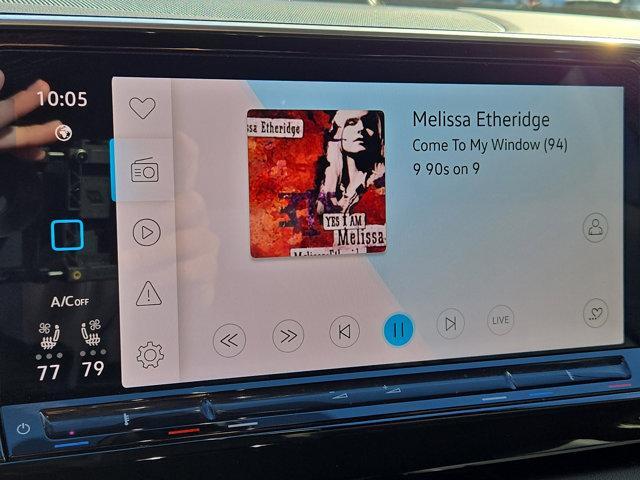 10:05
A/C OFF
77 79
Melissa Etheridge
Come To My Window (94)
9 90s on 9
sa Etheridge
YES I AM
Melissa
LIVE